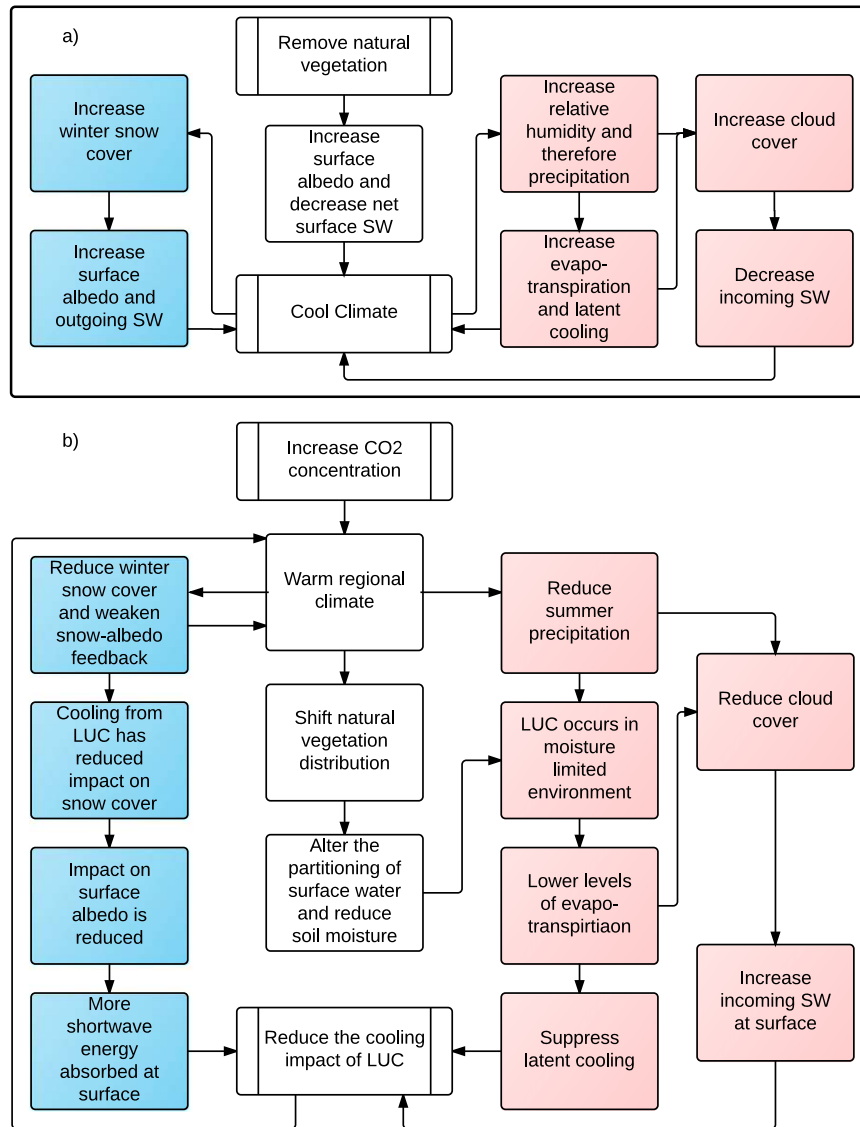 a)
Remove natural
vegetation
Increase
winter snow
cover
Increase
surface
albedo and
decrease net
surface SW
Increase
relative
humidity and
therefore
precipitation
Increase cloud
cover
Increase
surface
albedo and
outgoing SW
Cool Climate
Increase
evapo-
transpiration
and latent
cooling
Decrease
incoming SW
b)
Increase CO2
concentration
Reduce winter
snow cover
and weaken
snow-albedo
feedback
Warm regional
climate
Reduce
summer
precipitation
Cooling from
LUC has
reduced
impact on
snow cover
Shift natural
vegetation
distribution
LUC occurs in
moisture
limited
environment
Reduce cloud
cover
Impact on
surface
albedo is
reduced
Alter the
partitioning of
surface water
and reduce
soil moisture
Lower levels
of evapo-
transpirtiaon
More
shortwave
energy
absorbed at
surface
Reduce the cooling
impact of LUC
Suppress
latent cooling
Increase
incoming SW
at surface